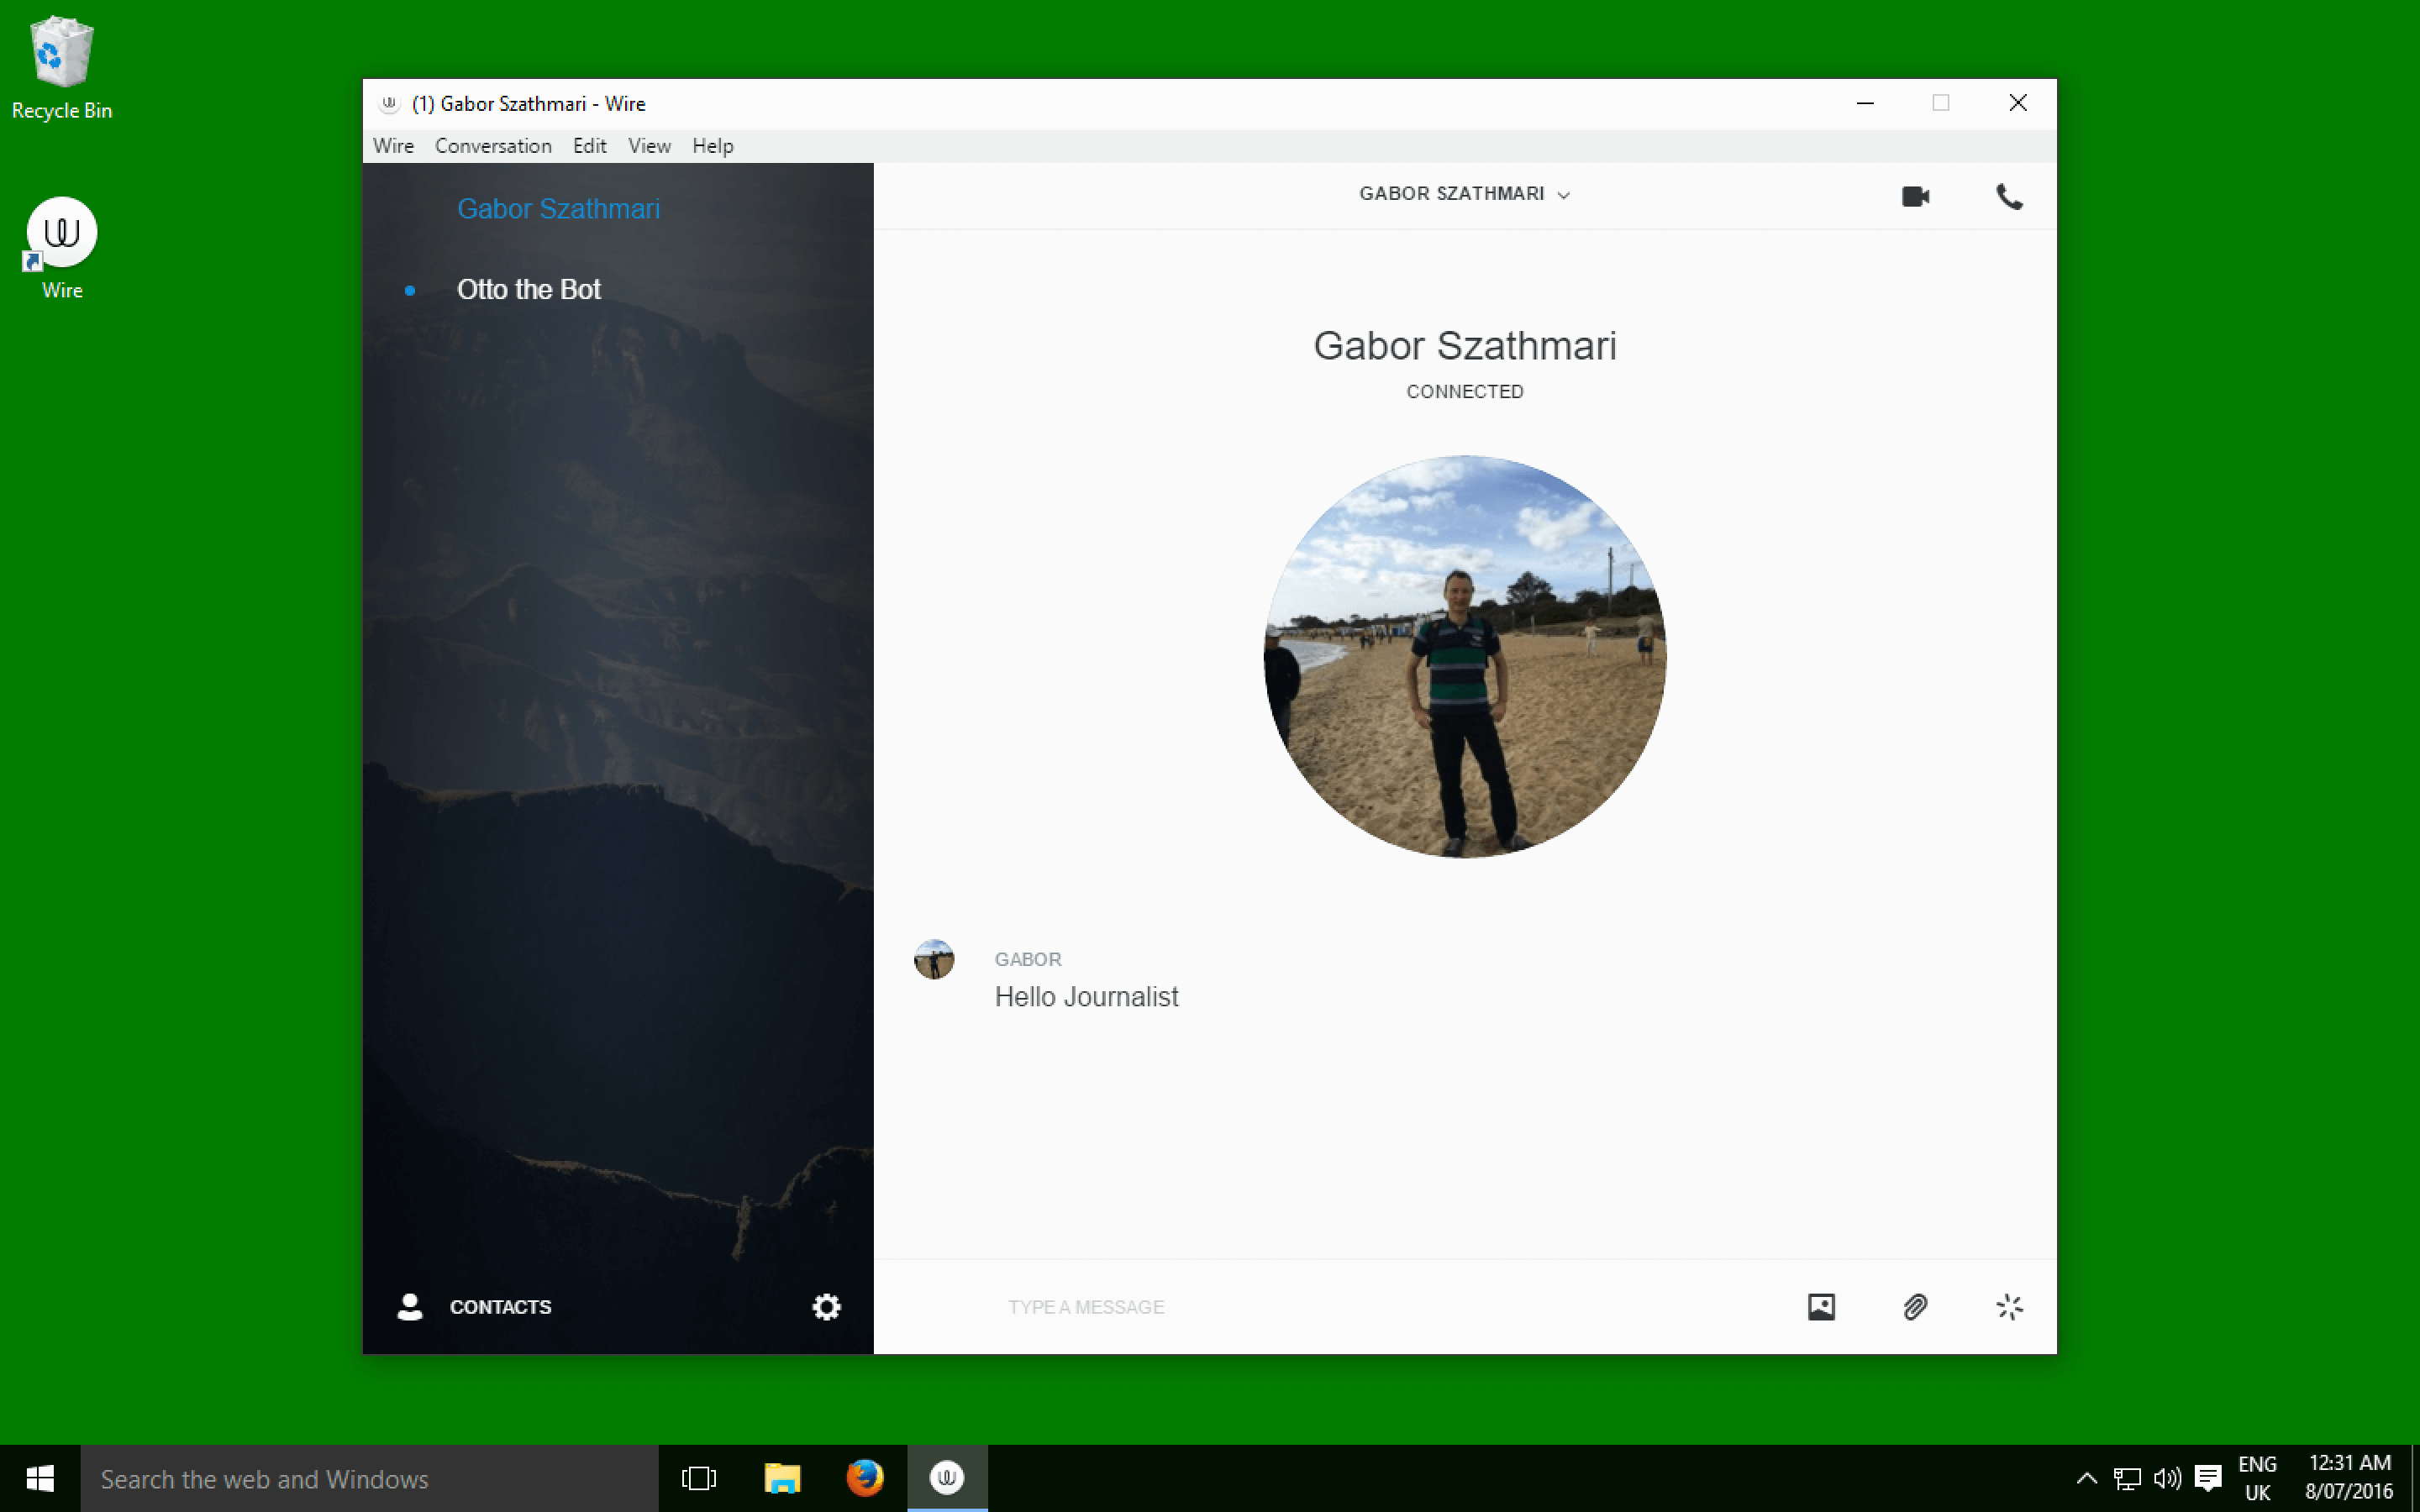 Recycle Bin
Wire
(1) Gabor Szathmari - Wire
Wire Conversation Edit View Help
Gabor Szathmari
Otto the Bot
CONTACTS
GABOR SZATHMARI
Gabor Szathmari
CONNECTED
GABOR
Hello Journalist
TYPE A MESSAGE
Search the web and Windows
ENG
UK
12:31 AM
8/07/2016